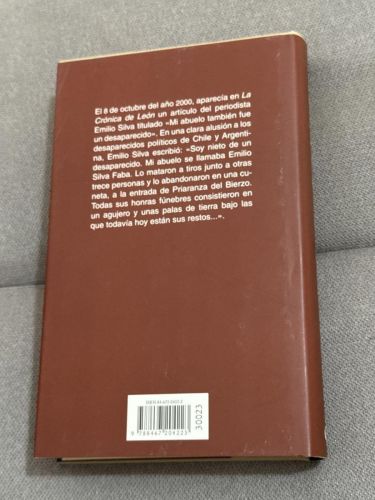 El 8 de octubre del año 2000, aparecía en La
Crónica de León un artículo del periodista
Emilio Silva titulado «Mi abuelo también fue
un desaparecido». En una clara alusión a los
desaparecidos políticos de Chile y Argenti-
na, Emilio Silva escribió: «Soy nieto de un
desaparecido. Mi abuelo se llamaba Emilio
Silva Faba. Lo mataron a tiros junto a otras
trece personas y lo abandonaron en una cu-
neta, a la entrada de Priaranza del Bierzo.
Todas sus honras fúnebres consistieron en
un agujero y unas palas de tierra bajo las
que todavía hoy están sus restos...».
30023
9 788467 204223